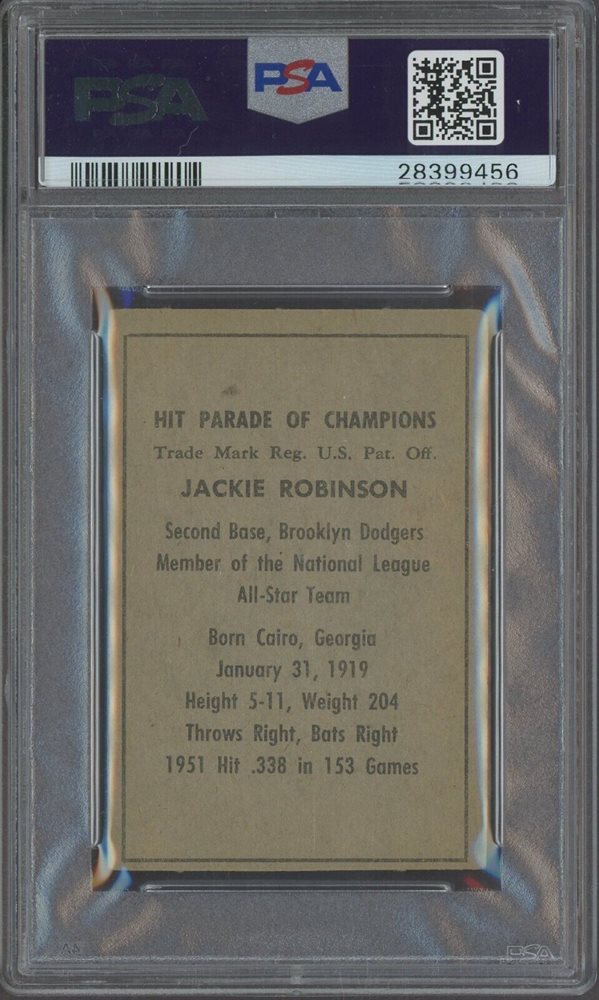 PSA
PSA
28399456
HIT PARADE OF CHAMPIONS
Trade Mark Reg. U.S. Pat. Off.
JACKIE ROBINSON
Second Base, Brooklyn Dodgers
Member of the National League
All-Star Team
Born Cairo, Georgia
January 31, 1919
Height 5-11, Weight 204
Throws Right, Bats Right
1951 Hit .338 in 153 Games
PSA